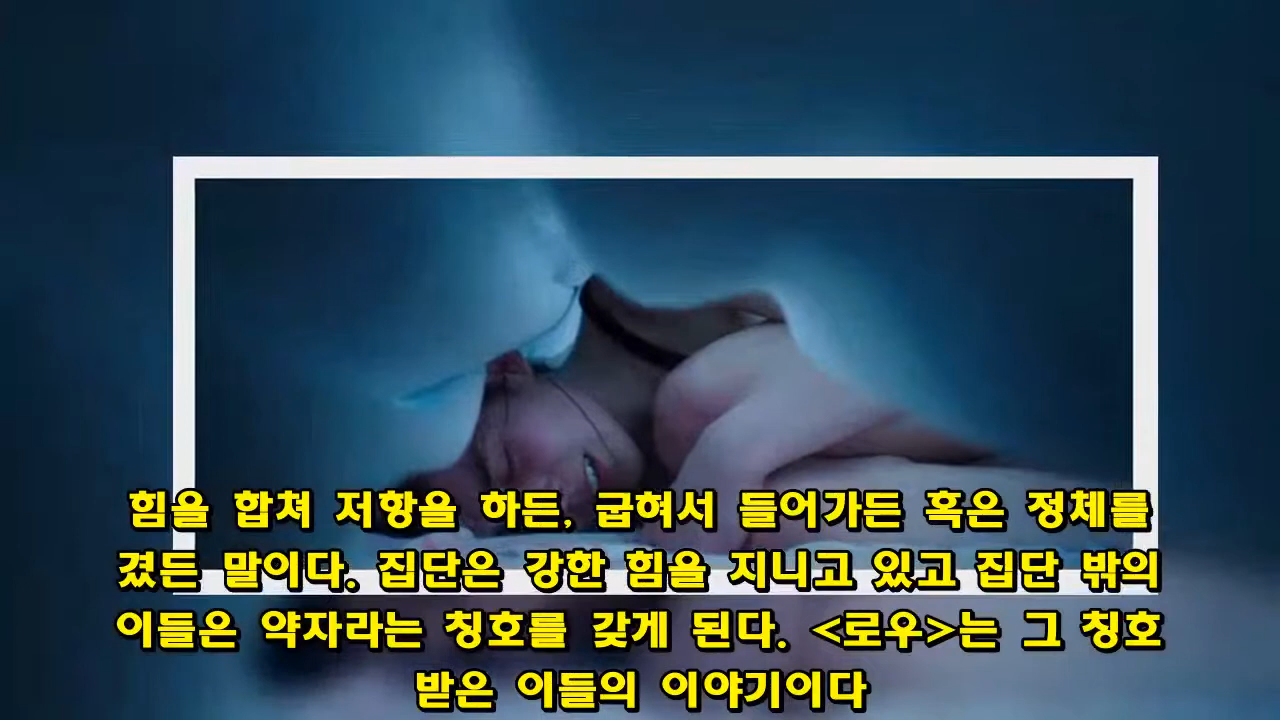 힘을 합쳐 저항을 하든, 굽혀서 들어가든 혹은 정체를
겼든 말이다. 집단은 강한 힘을 지니고 있고 집단 밖의
이들은 약자라는 칭호를 갖게 된다. <로우>는 그 칭호
받은 이들의 이야기이다